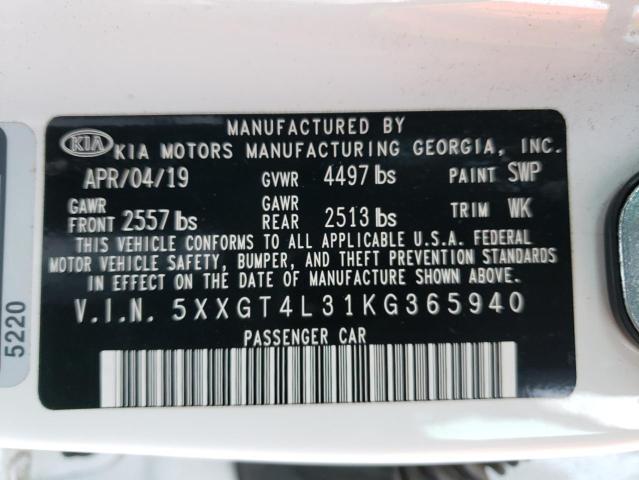 MANUFACTURED BY
KIA KIA MOTORS MANUFACTURING GEORGIA, INC.
APR/04/19 GVWR 4497 lbs PAINT SWP
GAWR FRONT 2557 lbs GAWR REAR 2513 lbs TRIM WK
THIS VEHICLE CONFORMS TO ALL APPLICABLE U.S.A. FEDERAL
MOTOR VEHICLE SAFETY, BUMPER, AND THEFT PREVENTION STANDARDS
IN EFFECT ON THE DATE OF MANUFACTURE SHOWN ABOVE.
V.I.N. 5XXGT4L31KG365940
PASSENGER CAR
5220